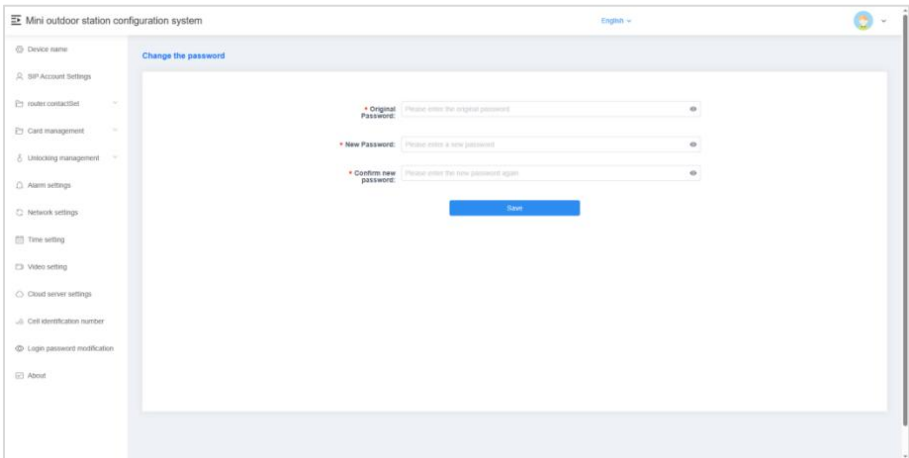 Mini outdoor station configuration system
English
Device name
Change the password
SIP Account Settings
router contactSet
* Original Password:
Please enter the original password
Card management
* New Password:
Please enter a new password
Unlocking management
* Confirm new password:
Please enter the new password again
Alarm settings
Save
Network settings
Time setting
Video setting
Cloud server settings
Cell identification number
Login password modification
About